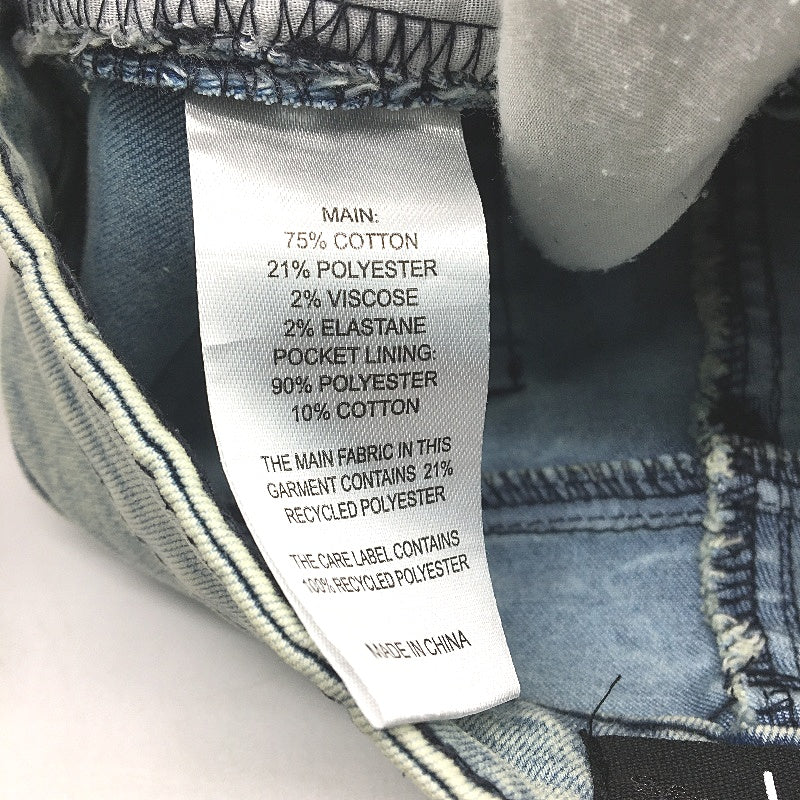 MAIN:
75% COTTON
21% POLYESTER
2% VISCOSE
2% ELASTANE
POCKET LINING:
90% POLYESTER
10% COTTON
THE MAIN FABRIC IN THIS
GARMENT CONTAINS 21%
RECYCLED POLYESTER
THE CARE LABEL CONTAINS
100% RECYCLED POLYESTER
MADE IN CHINA